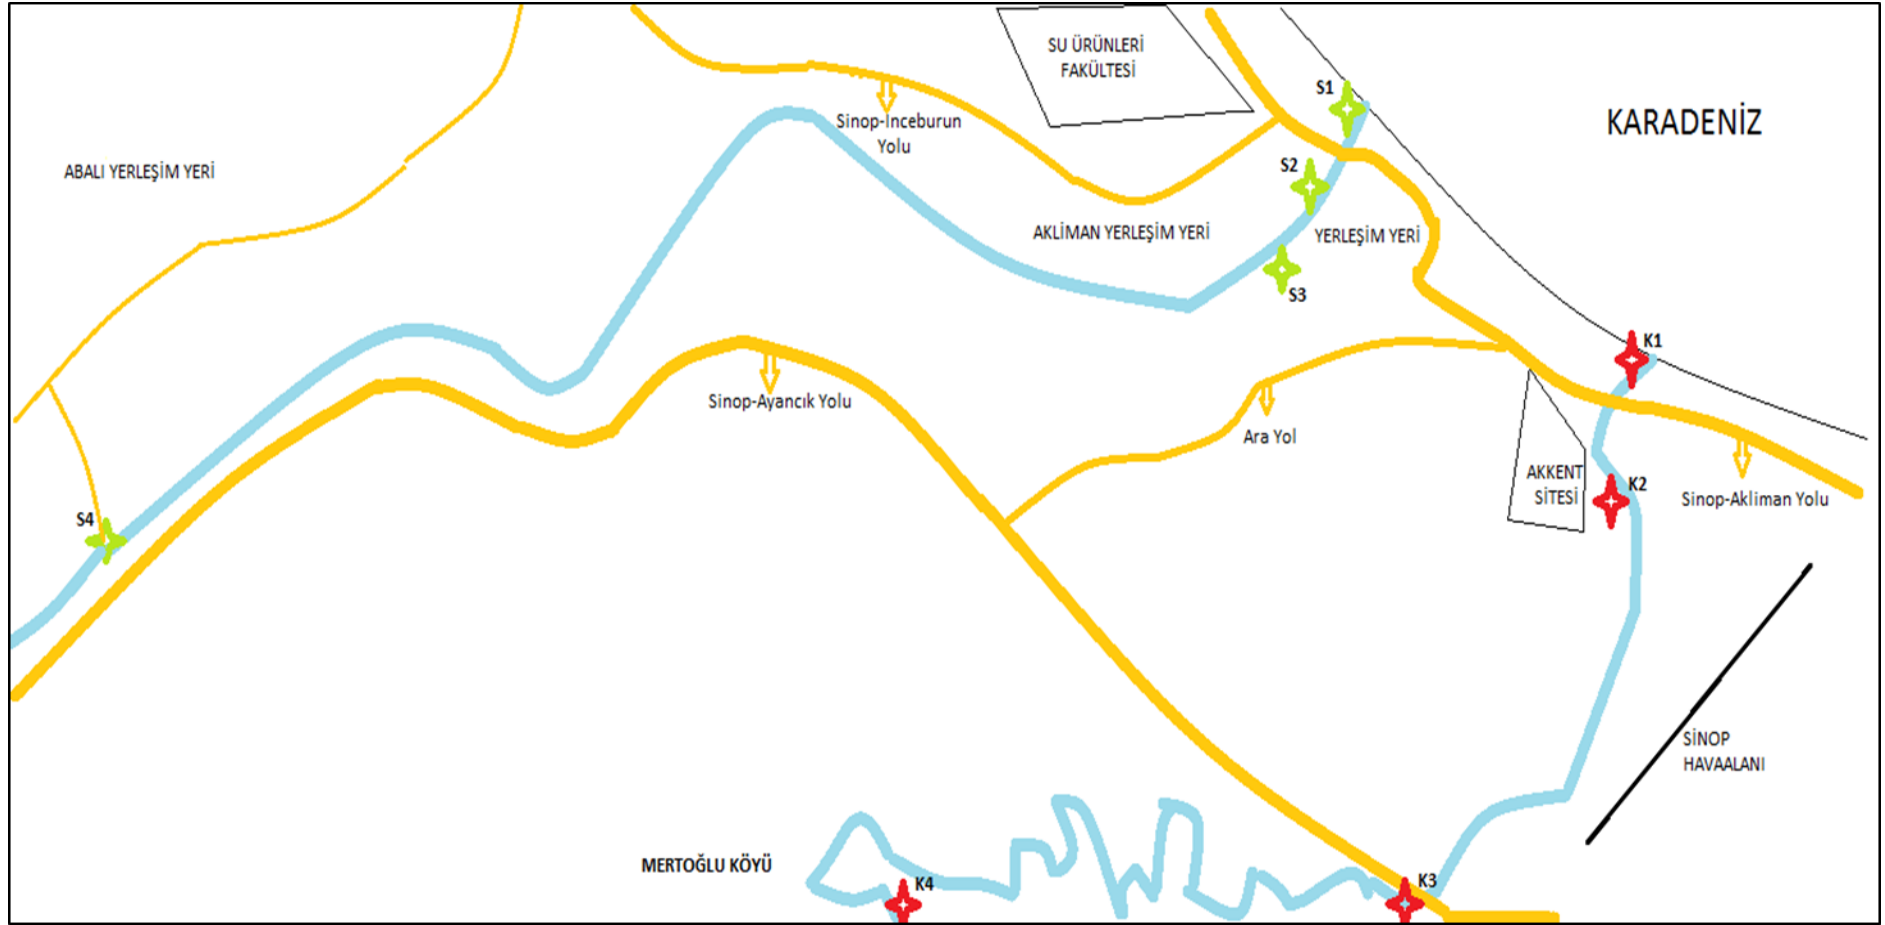 SU ÜRÜNLERİ
FAKÜLTESİ
S1
KARADENİZ
Sinop-İnceburun
Yolu
ABALI YERLEŞİM YERİ
S2
AKLİMAN YERLEŞİM YERİ
YERLEŞİM YERİ
S3
K1
Sinop-Ayancık Yolu
Ara Yol
AKKENT
SİTESİ
K2
Sinop-Akliman Yolu
S4
SİNOP
HAVAALANI
MERTOĞLU KÖYÜ
K4
K3